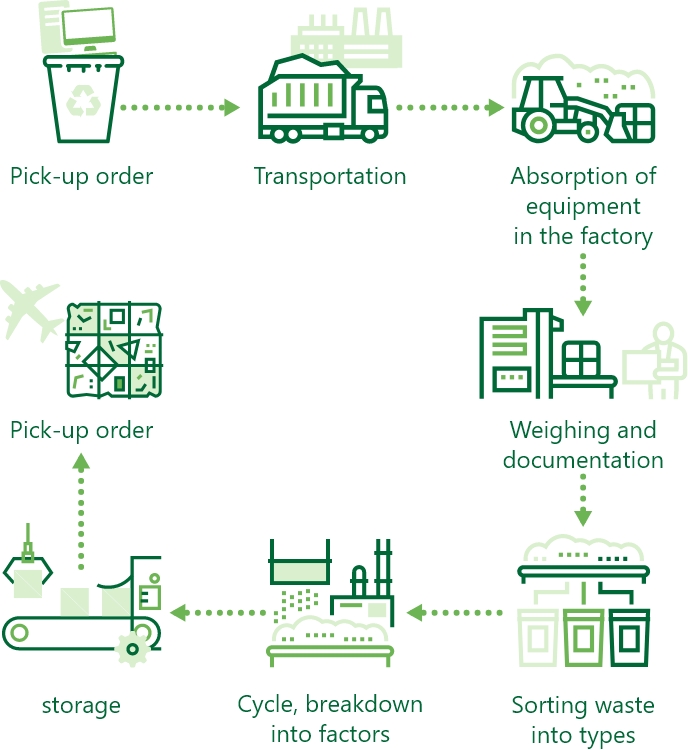 Pick-up order
Transportation
Absorption of
equipment
in the factory
Pick-up order
Weighing and
documentation
storage
Cycle, breakdown
into factors
Sorting waste
into types